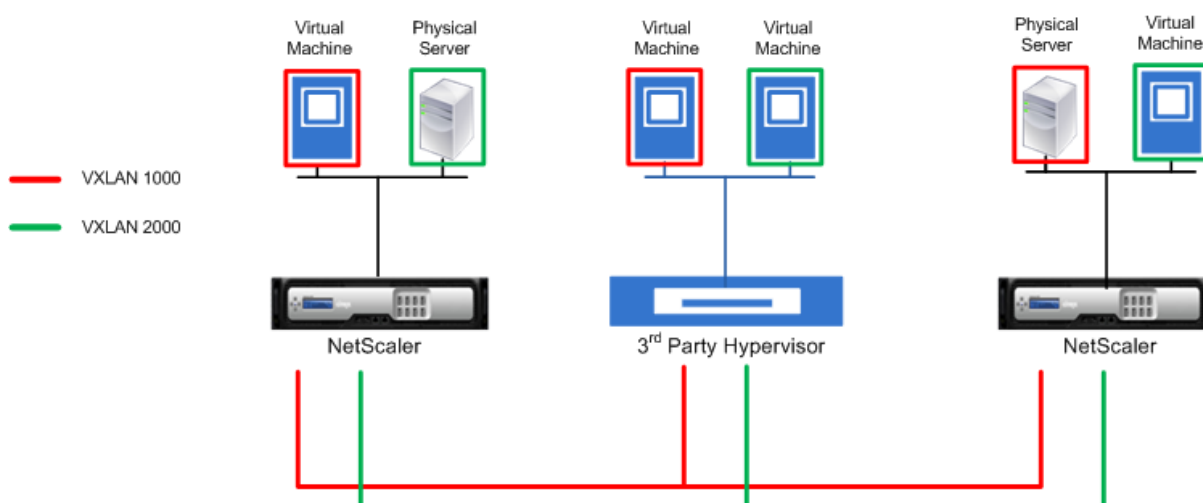 Virtual
Machine
Physical
Server
Virtual
Machine
Virtual
Machine
Physical
Server
Virtual
Machine
VXLAN 1000
VXLAN 2000
NetScaler
3rd Party Hypervisor
NetScaler